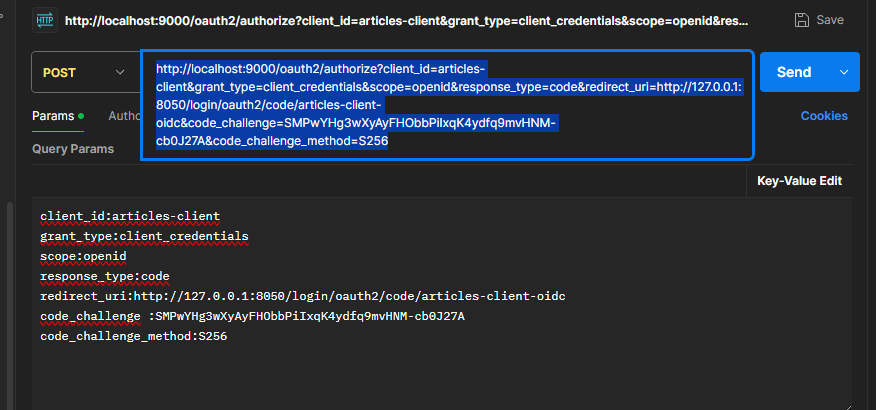 HTTP http://localhost:9000/oauth2/authorize?client_id=articles-client&grant_type=client_credentials&scope=openid&res... Save
POST
http://localhost:9000/oauth2/authorize?client_id=articles-
client&grant_type=client_credentials&scope=openid&response_type=code&redirect_uri=http://127.0.0.1:
8050/login/oauth2/code/articles-client-
oidc&code_challenge=SMPwYHg3wXyAyFHObbPiIxqK4ydfq9mvHNM-
cb0J27A&code_challenge_method=S256
Send
Params Autho Cookies
Query Params
Key-Value Edit
client_id:articles-client
grant_type:client_credentials
scope:openid
response_type:code
redirect_uri:http://127.0.0.1:8050/login/oauth2/code/articles-client-oidc
code_challenge :SMPwYHg3wXyAyFHObbPiIxqK4ydfq9mvHNM-cb0J27A
code_challenge_method:S256